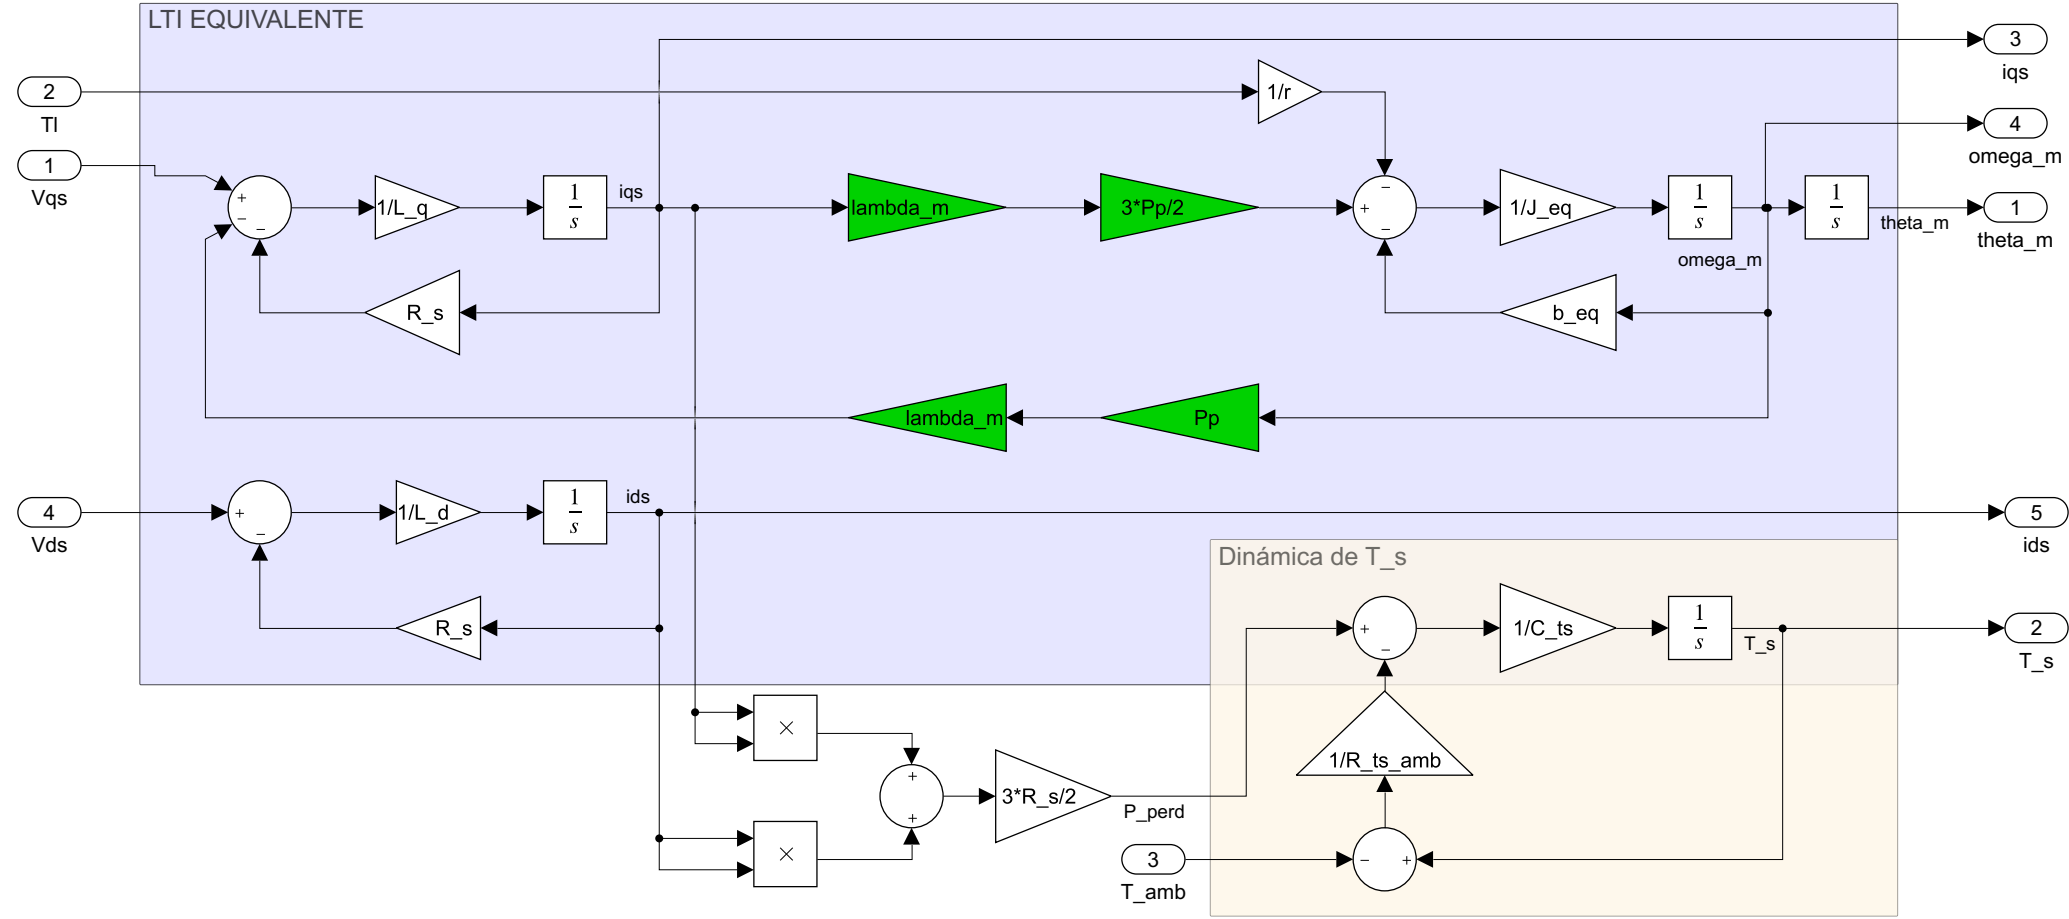 LTI EQUIVALENTE
3
iqs
2
Tl
1/r
4
omega_m
1
Vqs
+
−
−
1/L_q
1
s
iqs
lambda_m
3*Pp/2
−
+
−
1/J_eq
1
s
omega_m
1
s
theta_m
1
theta_m
R_s
b_eq
lambda_m
Pp
4
Vds
+
−
1/L_d
1
s
ids
5
ids
R_s
Dinámica de T_s
+
−
1/C_ts
1
s
T_s
2
T_s
×
1/R_ts_amb
+
+
3*R_s/2
P_perd
×
3
T_amb
−
+